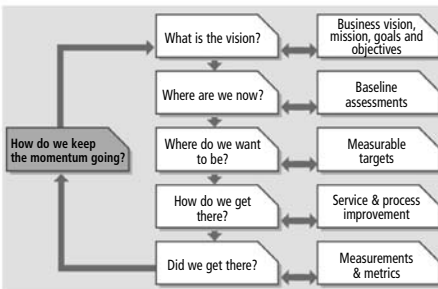 What is the vision?
Business vision,
mission, goals and
objectives
Where are we now?
Baseline
assessments
How do we keep
the momentum going?
Where do we want
to be?
Measurable
targets
How do we get
there?
Service & process
improvement
Did we get there?
Measurements
& metrics